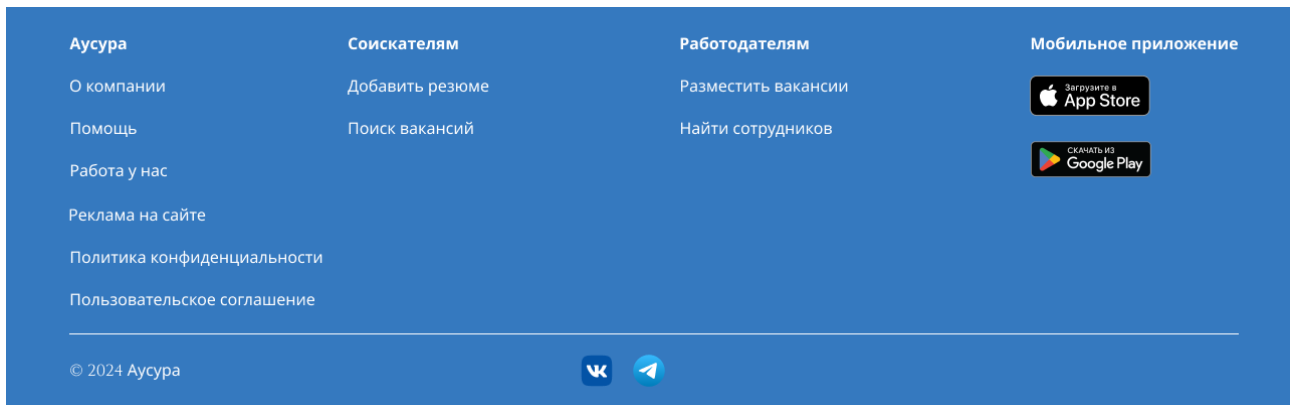 Аусура
О компании
Помощь
Работа у нас
Реклама на сайте
Политика конфиденциальности
Пользовательское соглашение
Соискателям
Добавить резюме
Поиск вакансий
Работодателям
Разместить вакансии
Найти сотрудников
Мобильное приложение
Загрузите в
App Store
СКАЧАТЬ ИЗ
Google Play
© 2024 Аусура